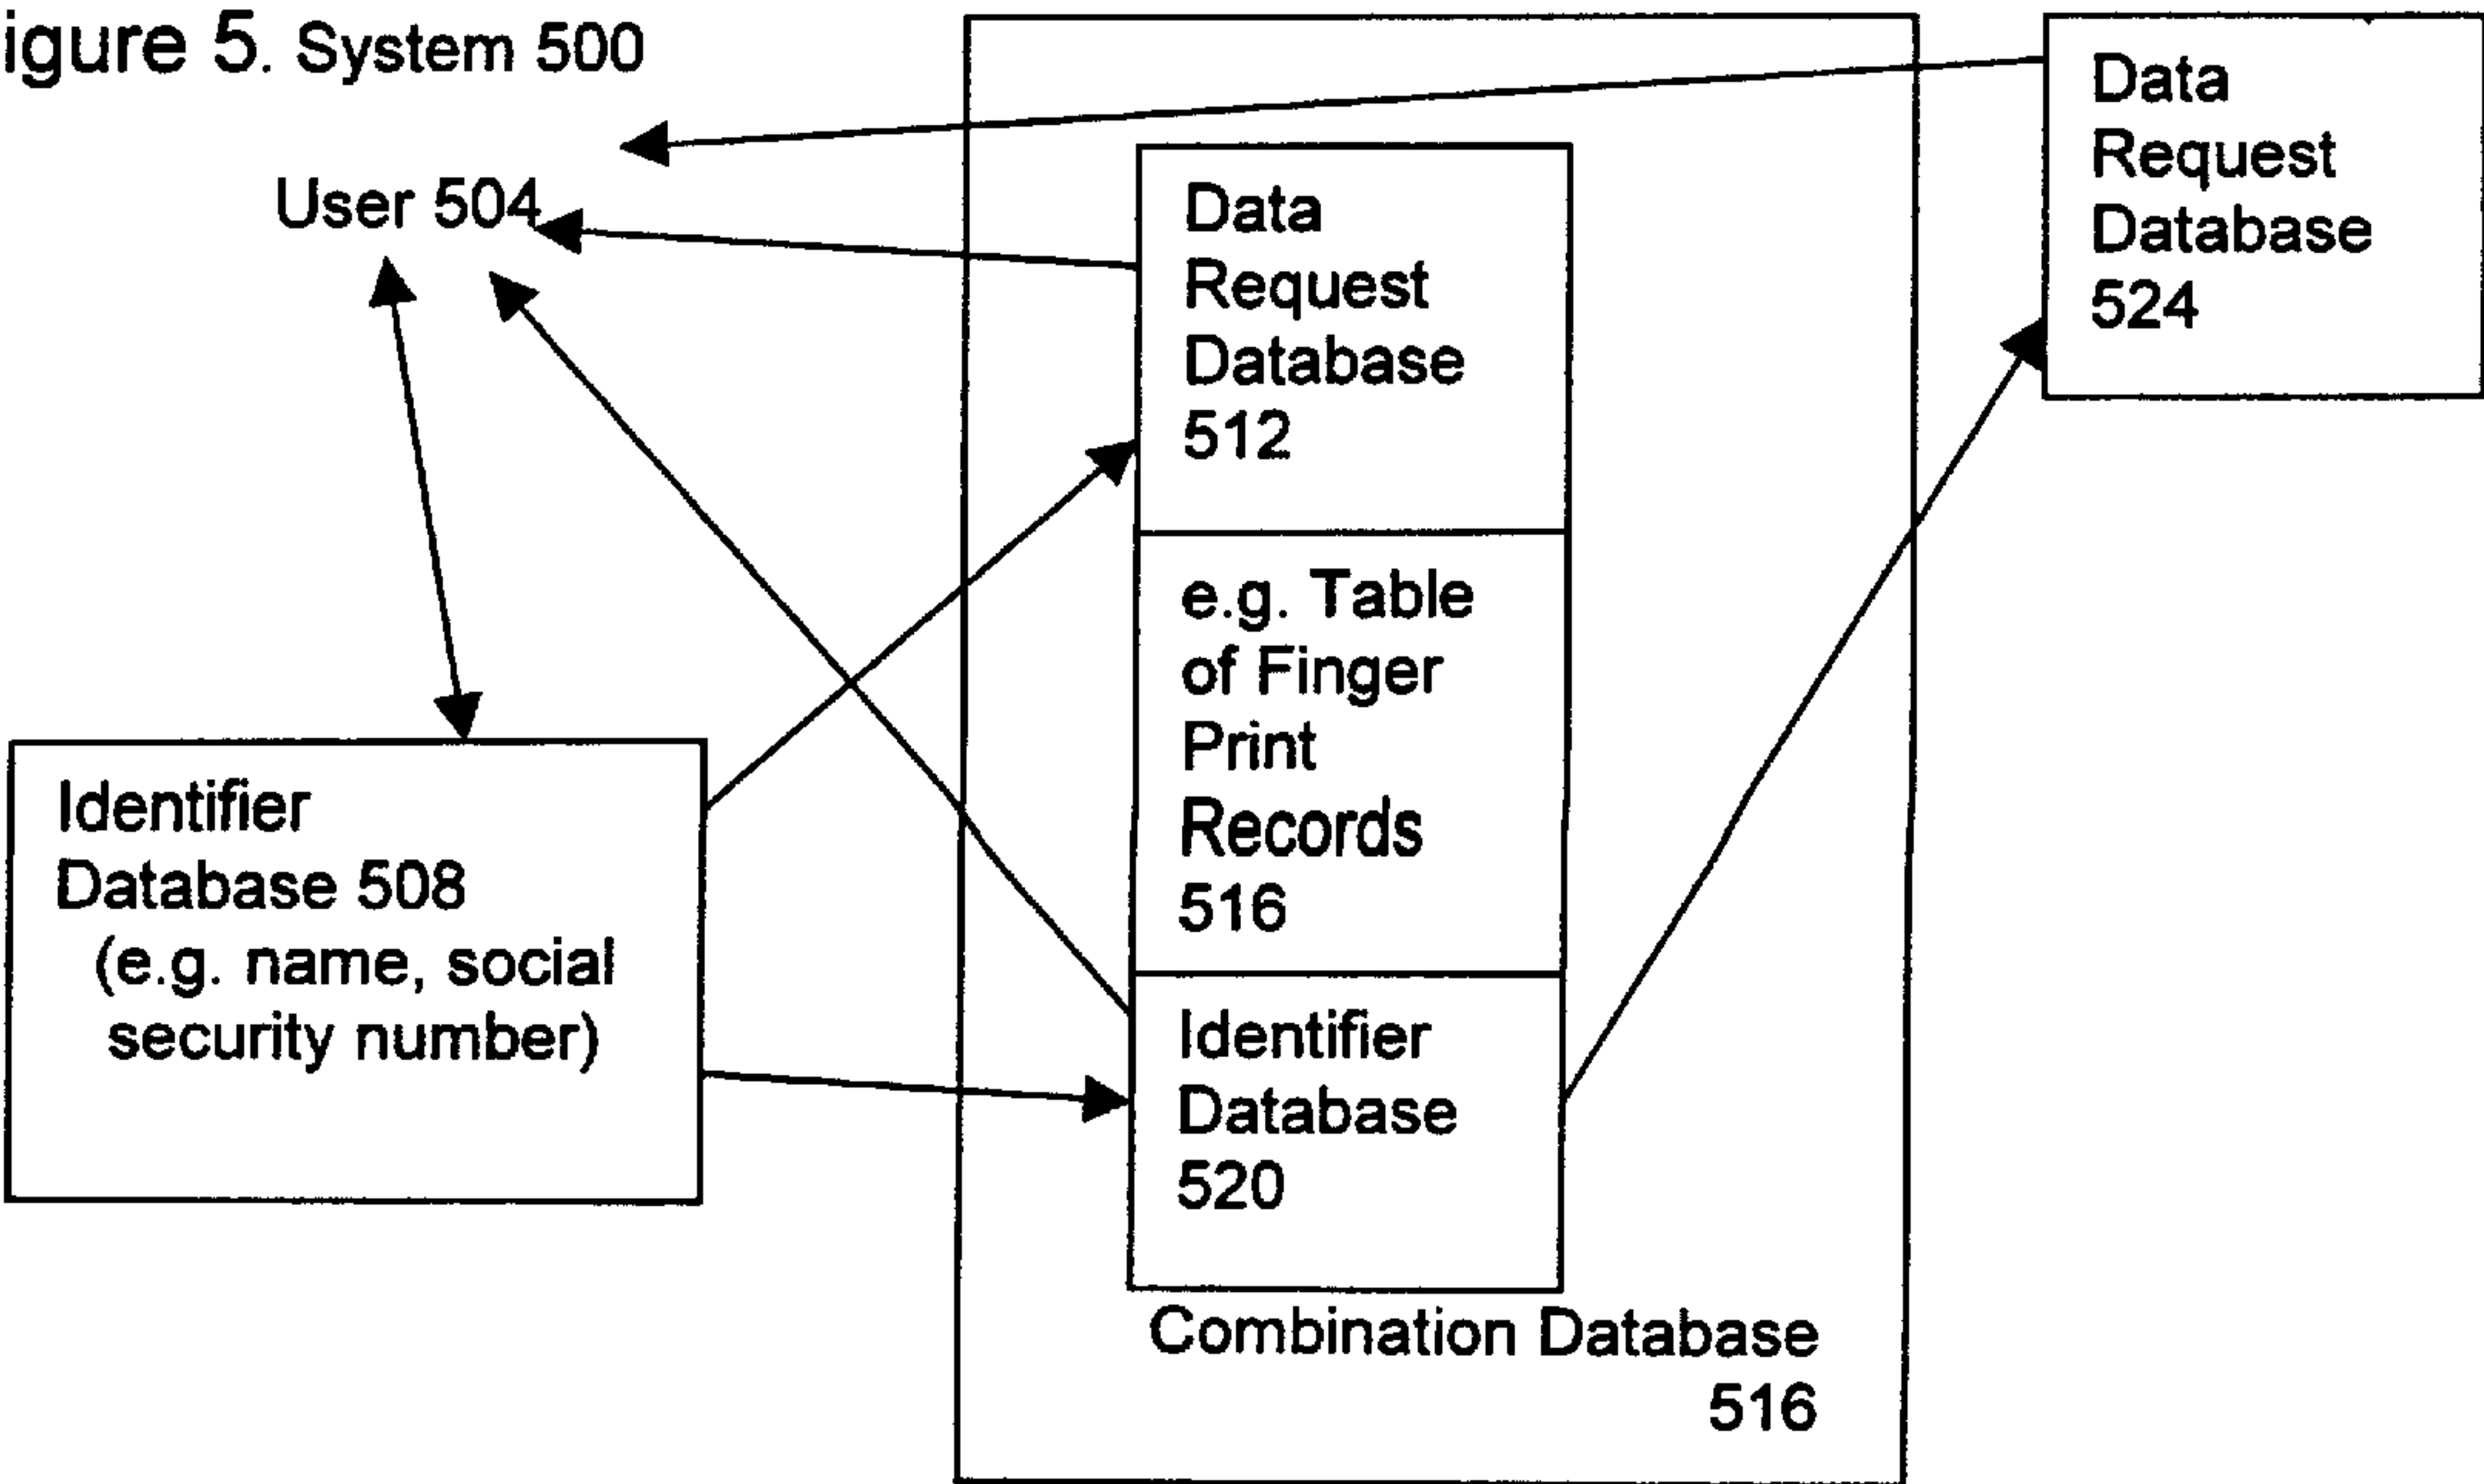 igure 5. System 500
User 504
Identifier
Database 508
(e.g. name, social
security number)
Data
Request
Database
512
e.g. Table
of Finger
Print
Records
516
Identifier
Database
520
Combination Database
516
Data
Request
Database
524